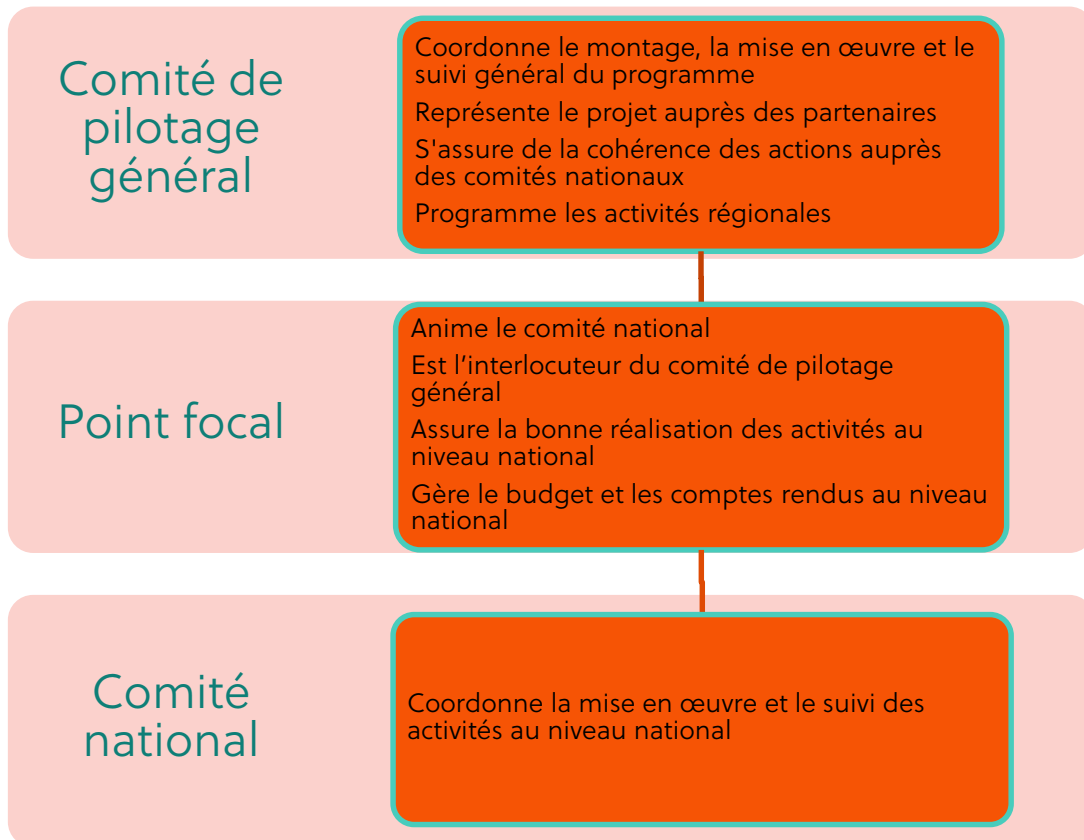 Comité de
pilotage
général
Coordonne le montage, la mise en œuvre et le
suivi général du programme
Représente le projet auprès des partenaires
S'assure de la cohérence des actions auprès
des comités nationaux
Programme les activités régionales
Point focal
Anime le comité national
Est l’interlocuteur du comité de pilotage
général
Assure la bonne réalisation des activités au
niveau national
Gère le budget et les comptes rendus au niveau
national
Comité
national
Coordonne la mise en œuvre et le suivi des
activités au niveau national